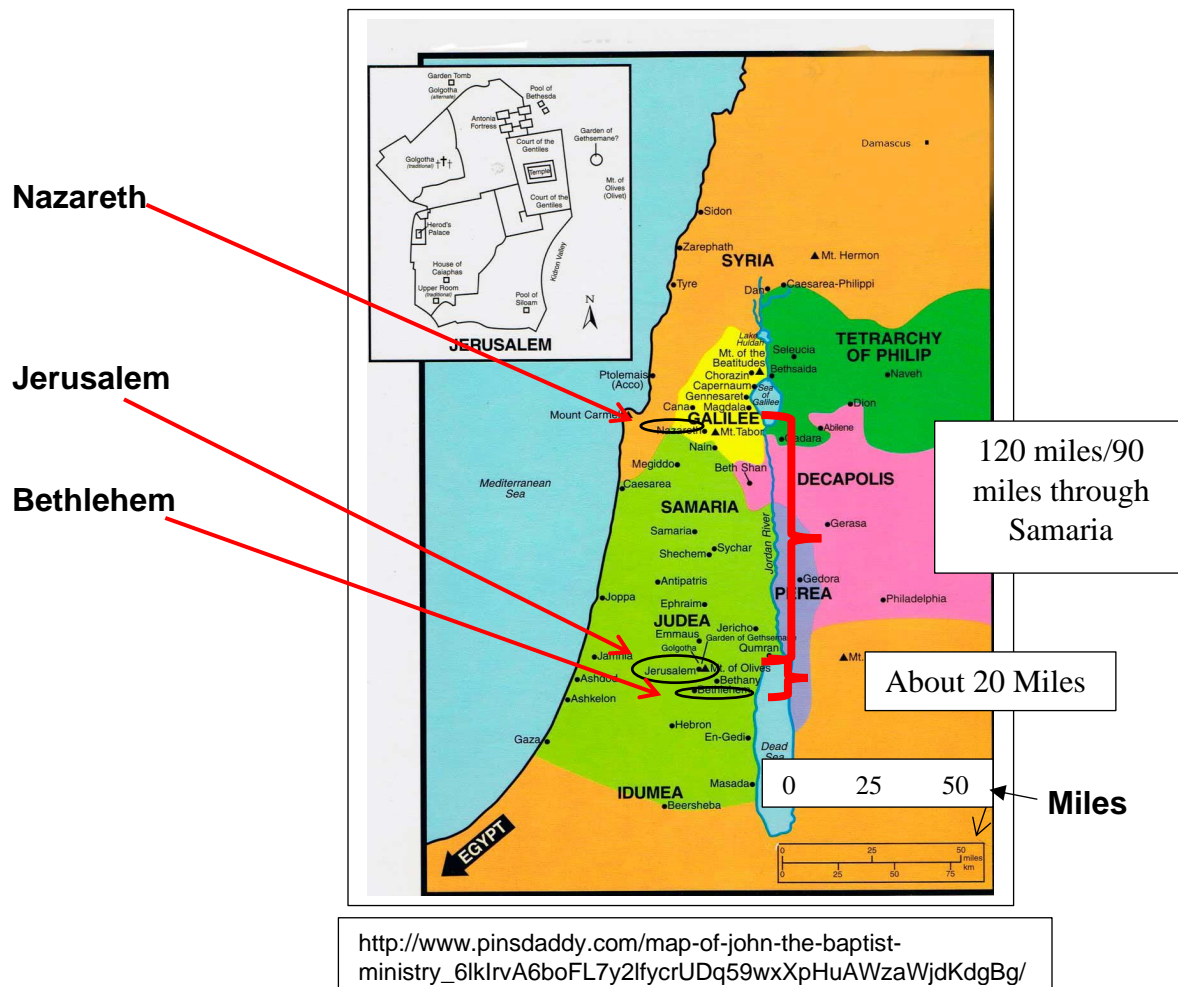 Nazareth
Jerusalem
Bethlehem
Garden Tomb
Golgotha
(alternate)
Pool of
Bethesda
Antonia
Fortress
Garden of
Gethsemane?
Court of the
Gentiles
Golgotha
(traditional)
Temple
Mt. of
Olives
(Olivet)
Court of the
Gentiles
Herod's
Palace
House of
Caiaphas
Upper Room
(traditional)
Kidron Valley
Pool of
Siloam
N
JERUSALEM
Damascus
Sidon
Zarephath
SYRIA
Mt. Hermon
Tyre
Dan
Caesarea-Philippi
Lake
Huldah
TETRARCHY
OF PHILIP
Mt. of the
Beatitudes
Seleucia
Ptolemais
(Acco)
Chorazin
Bethsaida
Naveh
Capernaum
Gennesaret
Sea
of
Galilee
Cana
Magdala
Dion
Mount Carmel
GALILEE
Abilene
Nazareth
Mt.Tabor
Gadara
Nain
Megiddo
Beth Shan
DECAPOLIS
Mediterranean
Sea
Caesarea
SAMARIA
Samaria
Sychar
Gerasa
Shechem
Jordan River
Antipatris
Gedora
PEREA
Joppa
Ephraim
Philadelphia
JUDEA
Jericho
Emmaus
Garden of Gethsemane
Golgotha
Qumran
Jamnia
Jerusalem
Mt. of Olives
Mt.
Ashdod
Bethany
Bethlehem
Ashkelon
Hebron
Gaza
En-Gedi
Dead
Sea
Masada
IDUMEA
Beersheba
EGYPT
120 miles/90
miles through
Samaria
About 20 Miles
0 25 50
Miles
0 25 50
miles
km
0 25 50 75
http://www.pinsdaddy.com/map-of-john-the-baptist-
ministry_6lkIrvA6boFL7y2lfycrUDq59wxXpHuAWzaWjdKdgBg/